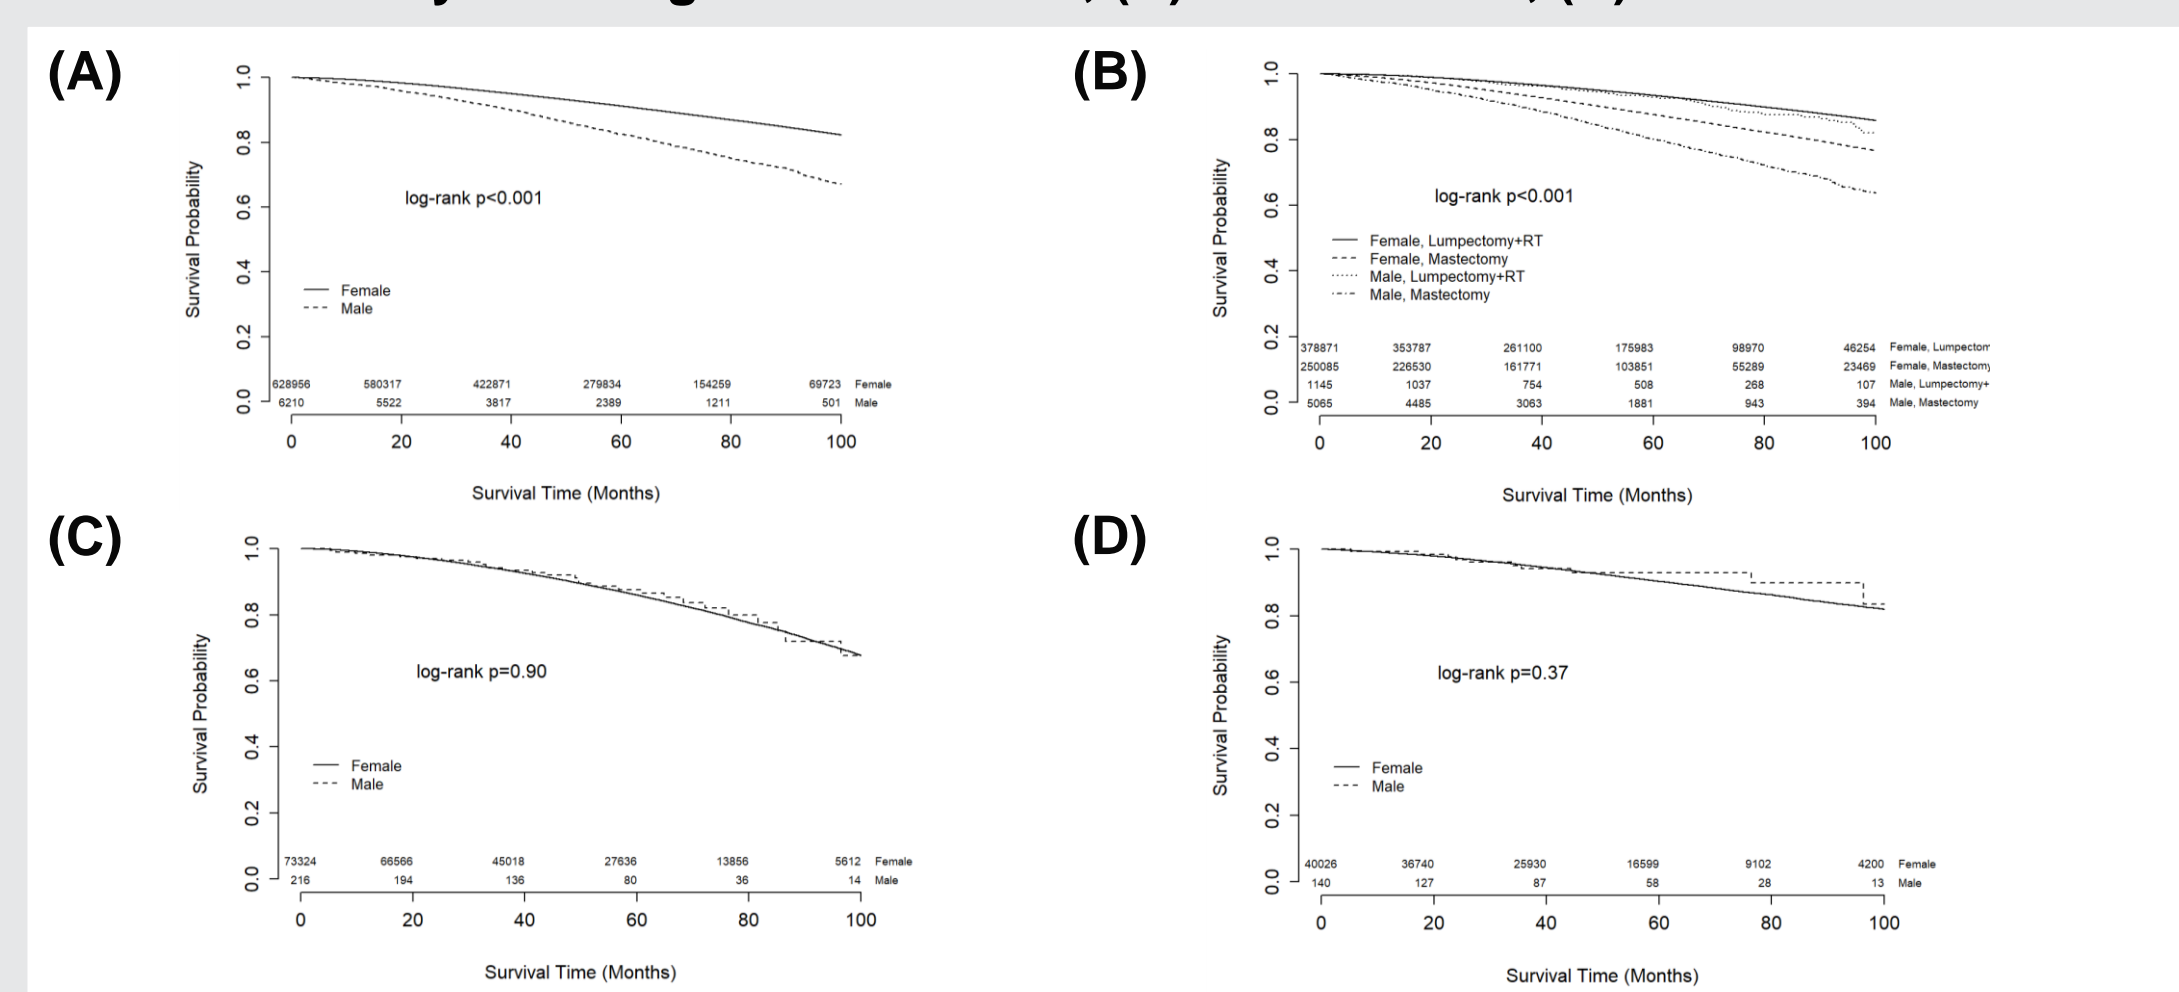 (A)
1.0
0.8
0.6
0.4
0.2
0.0
Survival Probability
log-rank p<0.001
Female
Male
628956 580317 422871 279834 154259 69723 Female
6210 5522 3817 2389 1211 501 Male
0 20 40 60 80 100
Survival Time (Months)
(B)
1.0
0.8
0.6
0.4
0.2
0.0
Survival Probability
log-rank p<0.001
Female, Lumpectomy+RT
Female, Mastectomy
Male, Lumpectomy+RT
Male, Mastectomy
378871 353787 261100 175983 98970 46254 Female, Lumpectom
250085 226530 161771 103851 55289 23469 Female, Mastectomy
1145 1037 754 508 268 107 Male, Lumpectomy+
5065 4485 3063 1881 943 394 Male, Mastectomy
0 20 40 60 80 100
Survival Time (Months)
(C)
1.0
0.8
0.6
0.4
0.2
0.0
Survival Probability
log-rank p=0.90
Female
Male
73324 66566 45018 27636 13856 5612 Female
216 194 136 80 36 14 Male
0 20 40 60 80 100
Survival Time (Months)
(D)
1.0
0.8
0.6
0.4
0.2
0.0
Survival Probability
log-rank p=0.37
Female
Male
40026 36740 25930 16599 9102 4200 Female
140 127 87 58 28 13 Male
0 20 40 60 80 100
Survival Time (Months)